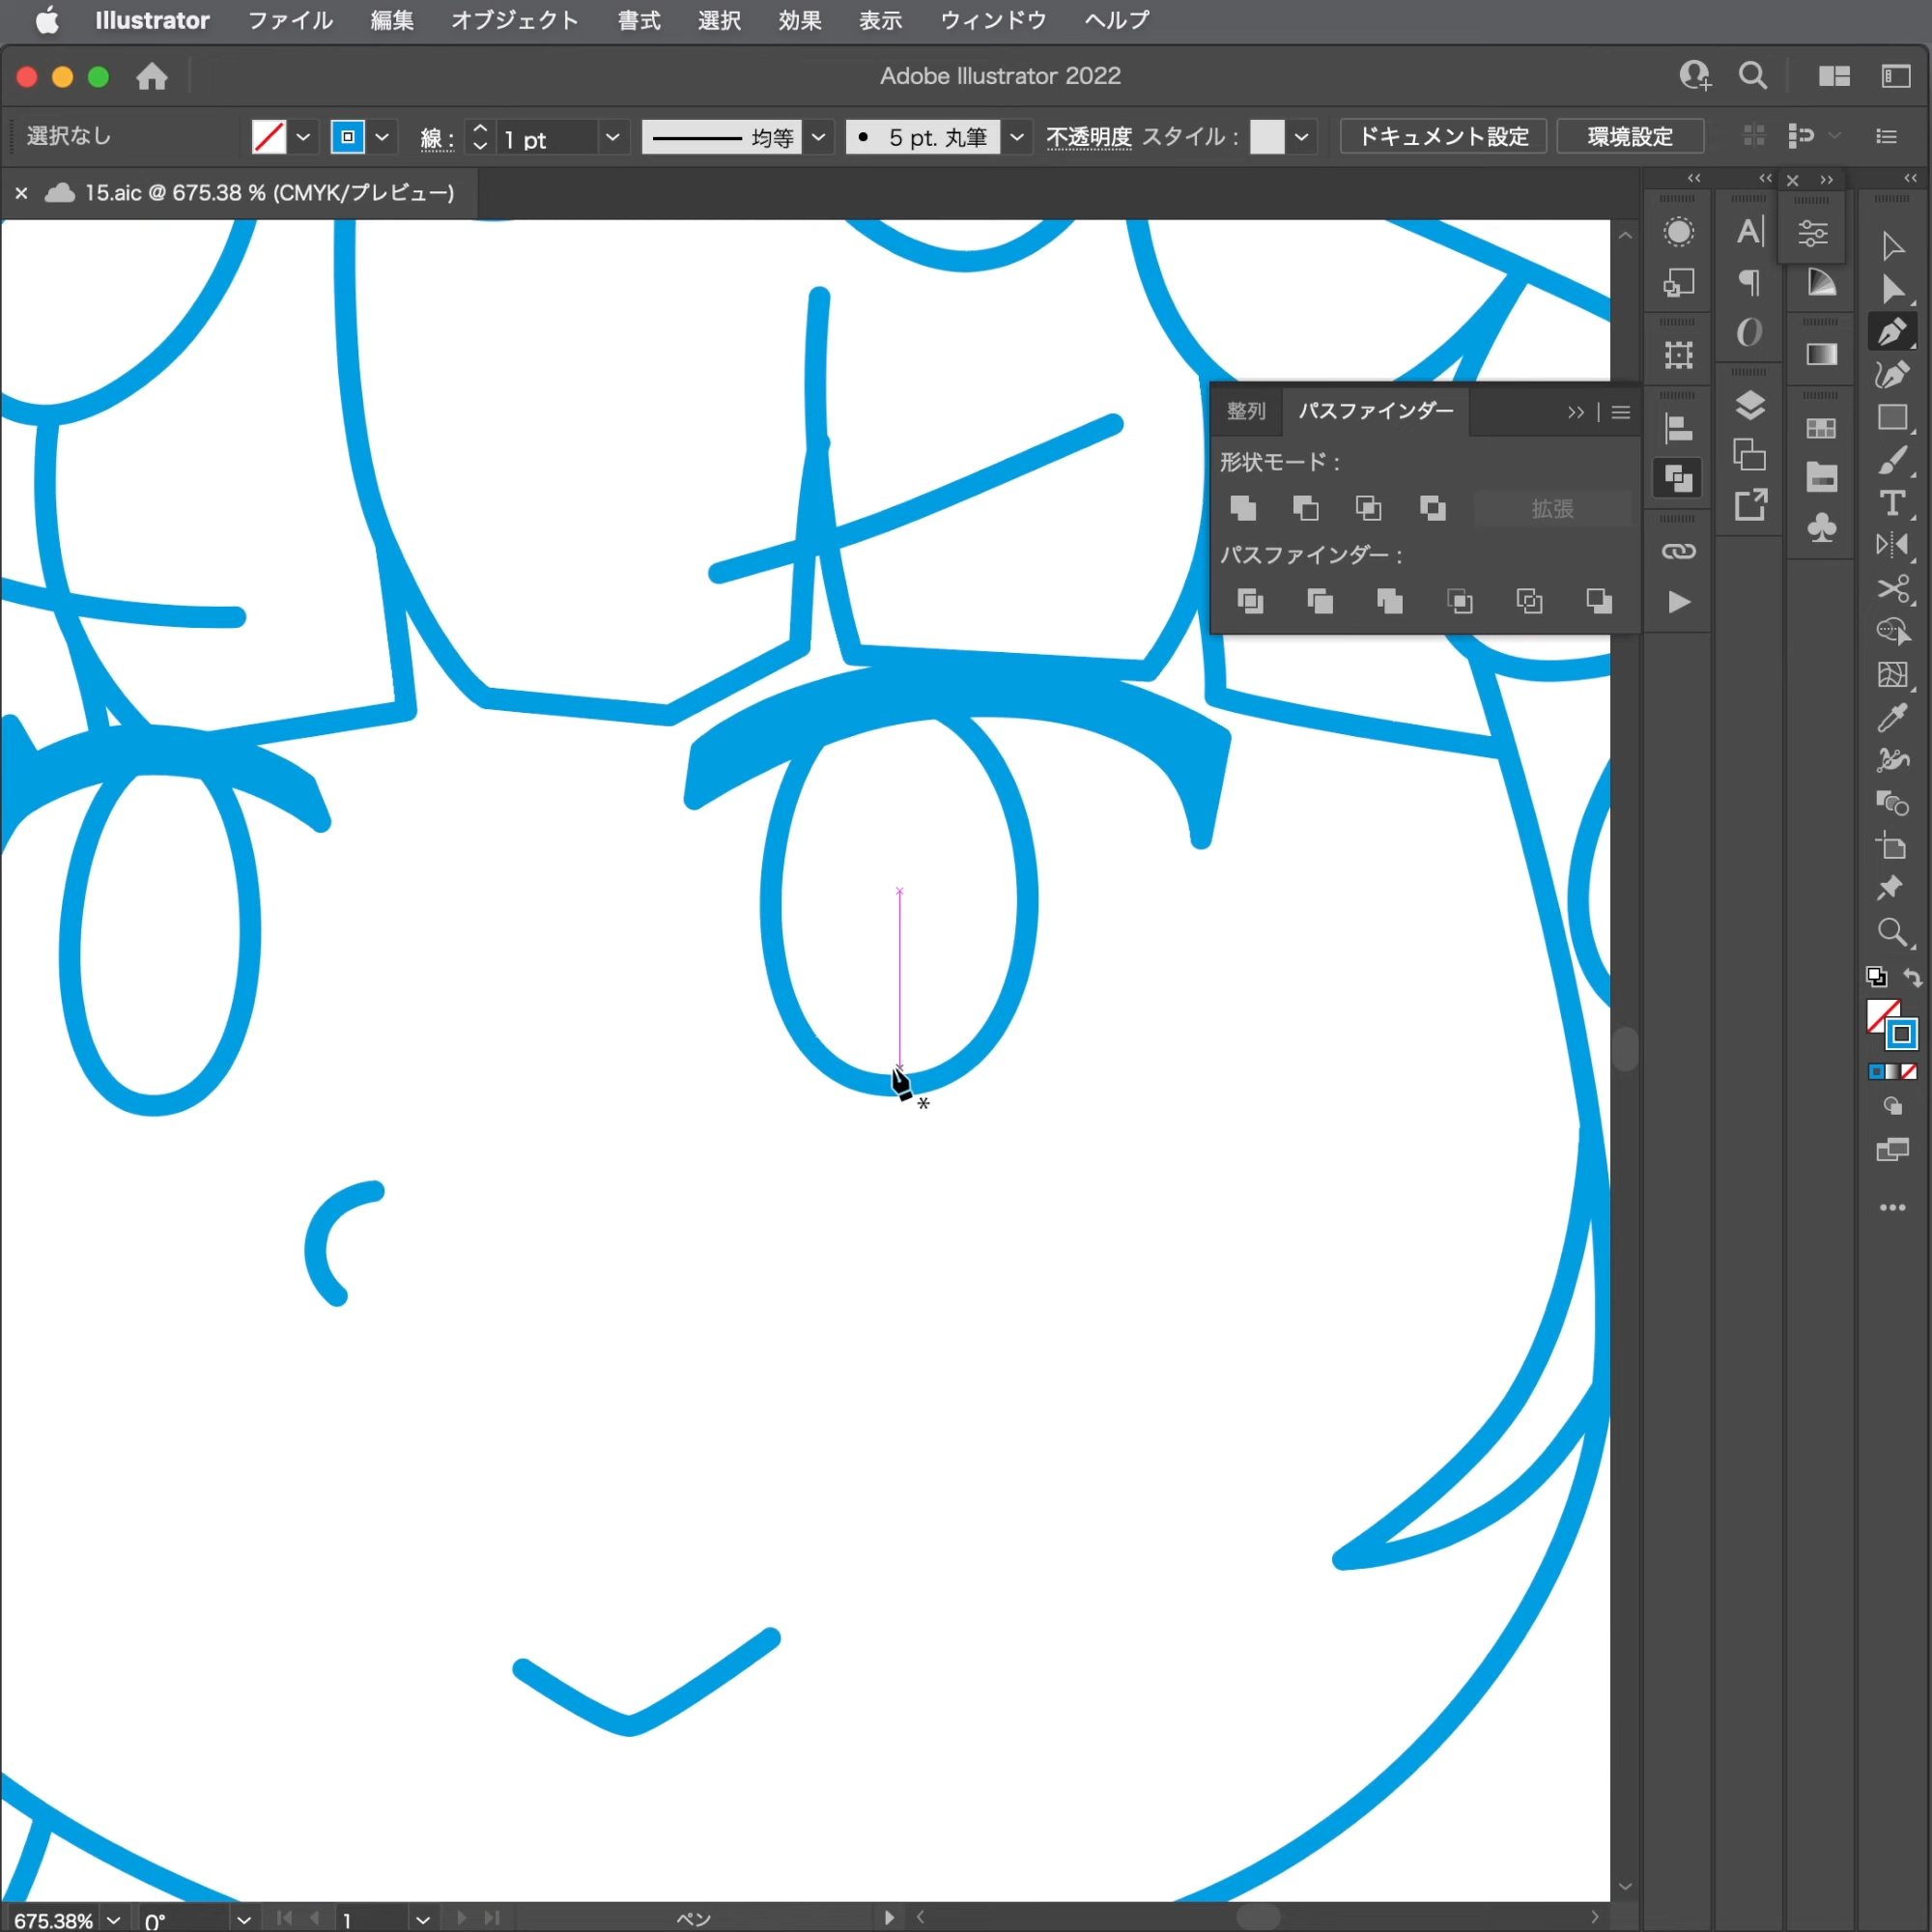 Illustrator ファイル 編集 オブジェクト 書式 選択 効果 表示 ウィンドウ ヘルプ
Adobe Illustrator 2022
選択なし 線 : 1 pt 均等 5 pt. 丸筆 不透明度 スタイル : ドキュメント設定 環境設定
15.aic @ 675.38 % (CMYK/プレビュー)
整列 パスファインダー
形状モード :
拡張
パスファインダー :
675.38% 0° 1 ペン